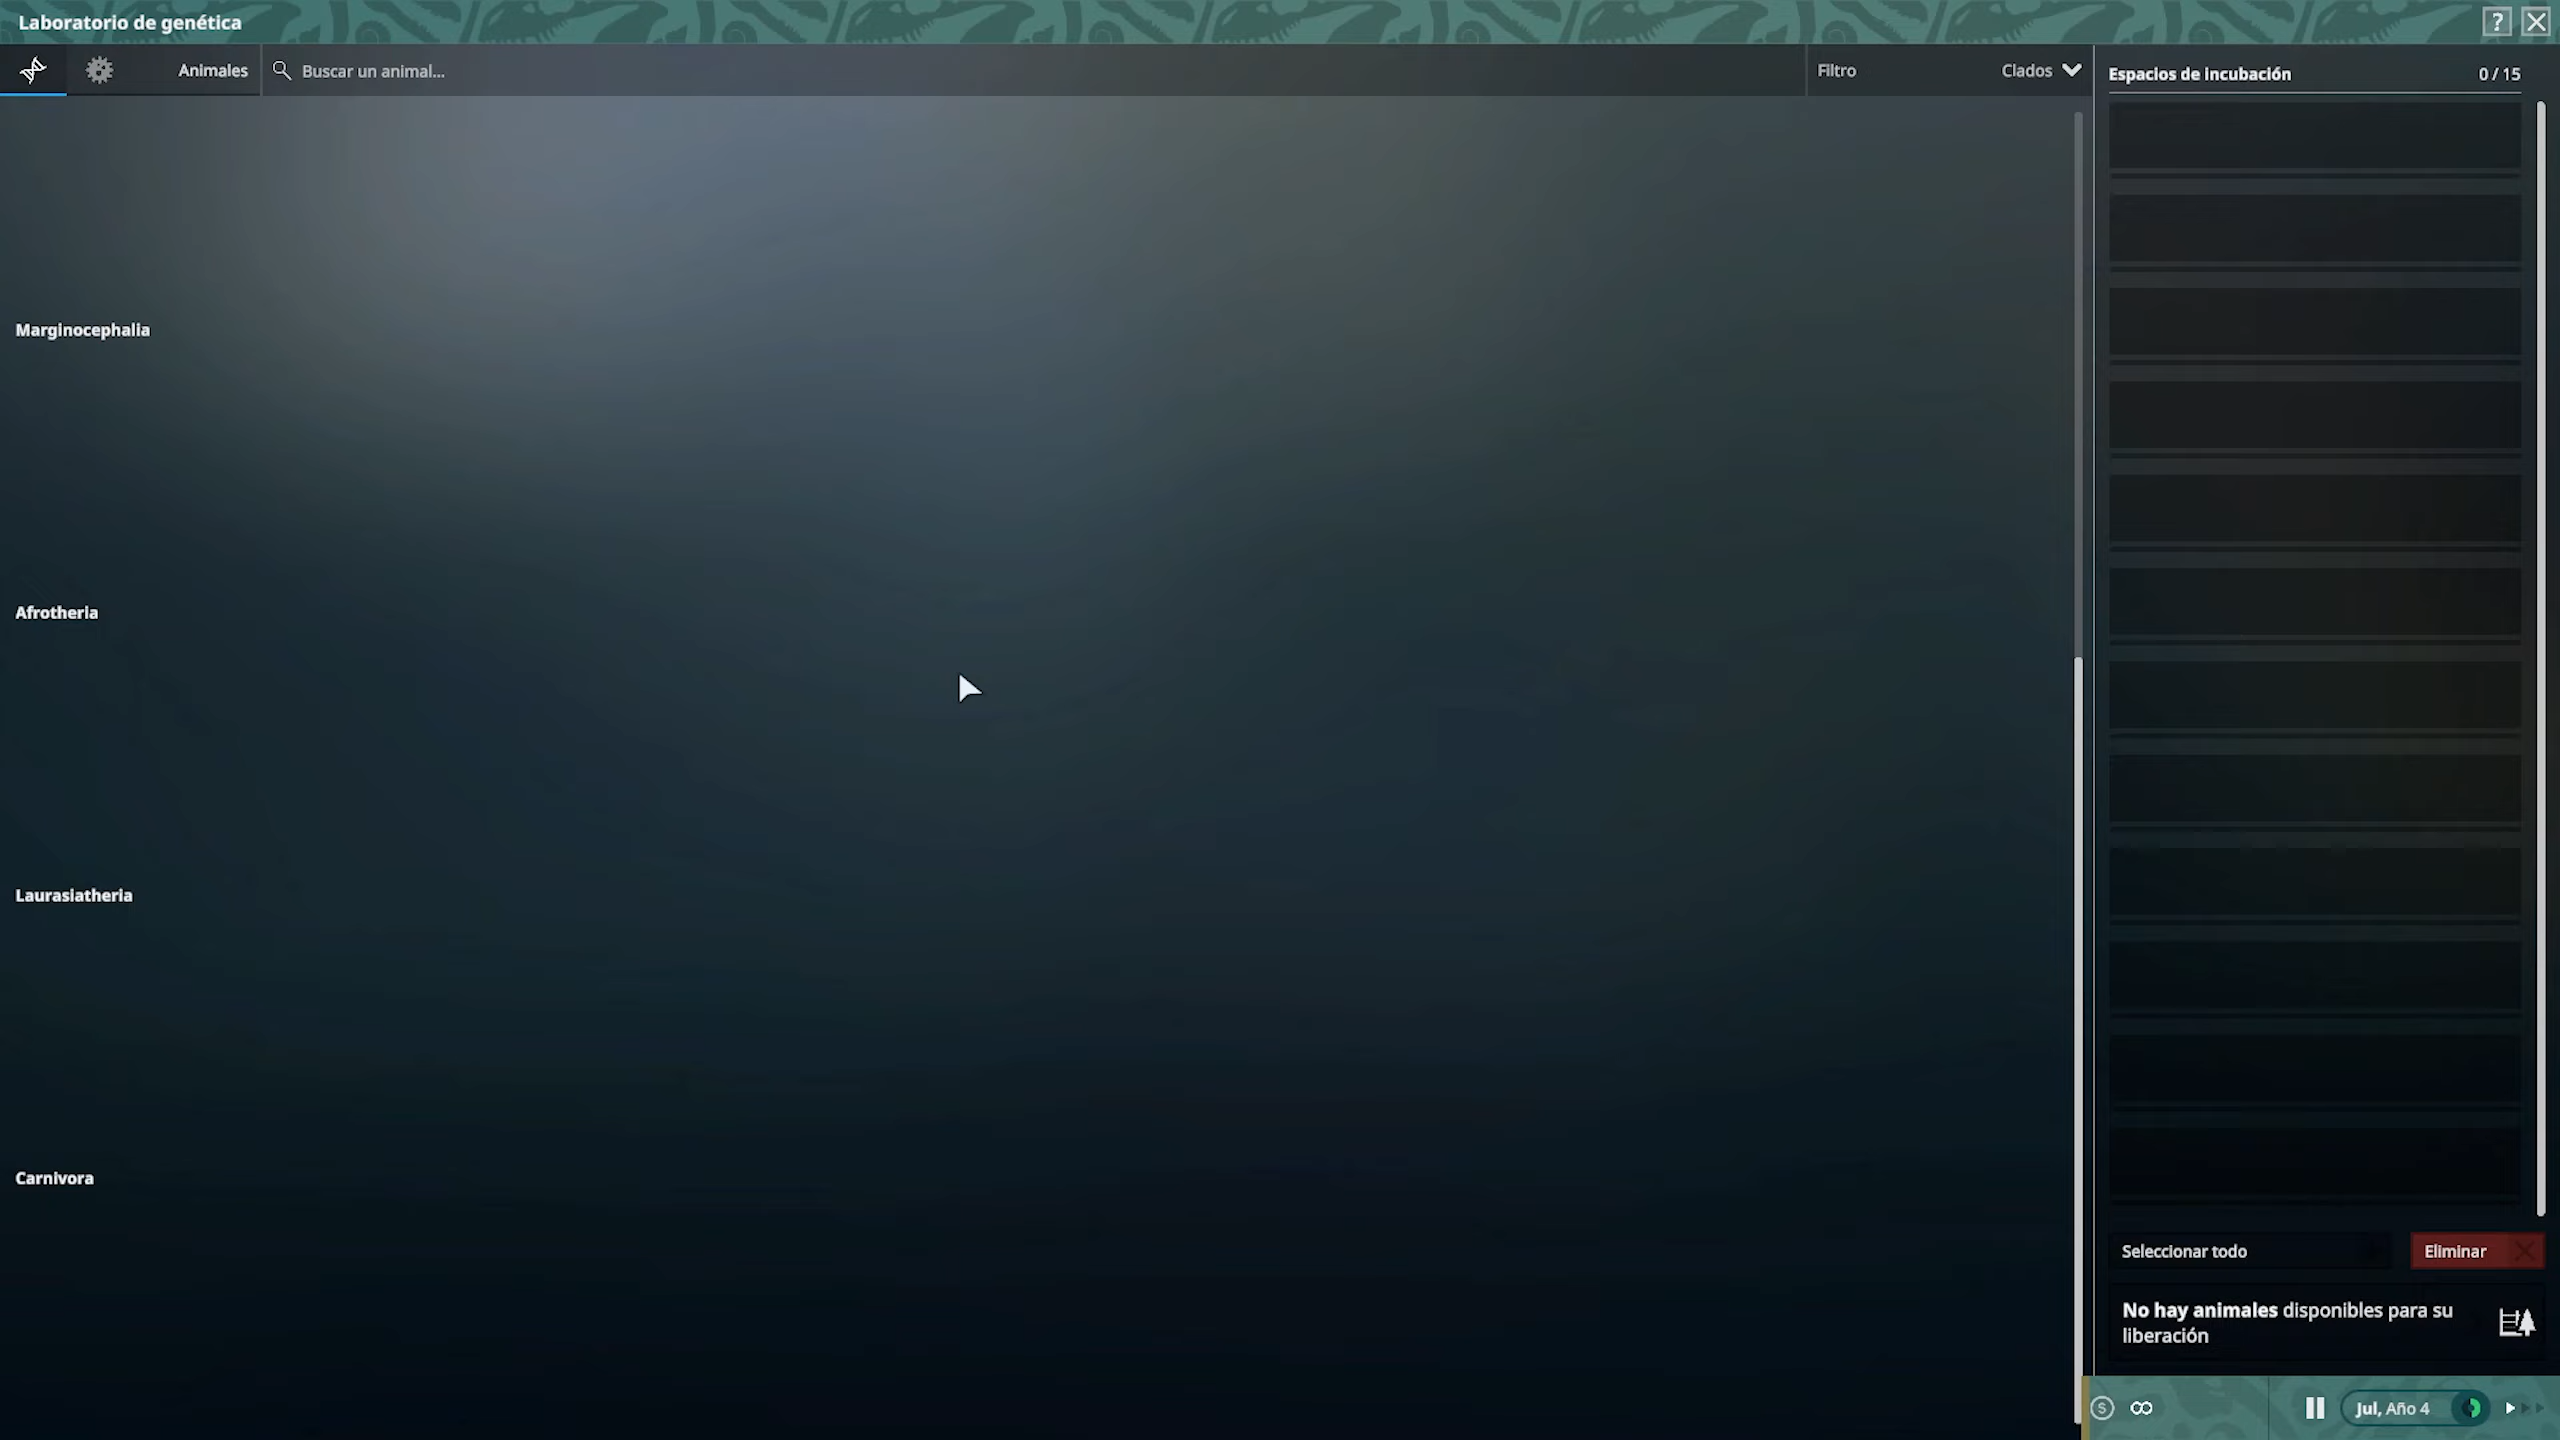 Laboratorio de genética
?
Animales
Buscar un animal...
Filtro
Clados
Espacios de incubación
0 / 15
Marginocephalia
Afrotheria
Laurasiatheria
Carnivora
Seleccionar todo
Eliminar
No hay animales disponibles para su
liberación
Jul, Año 4